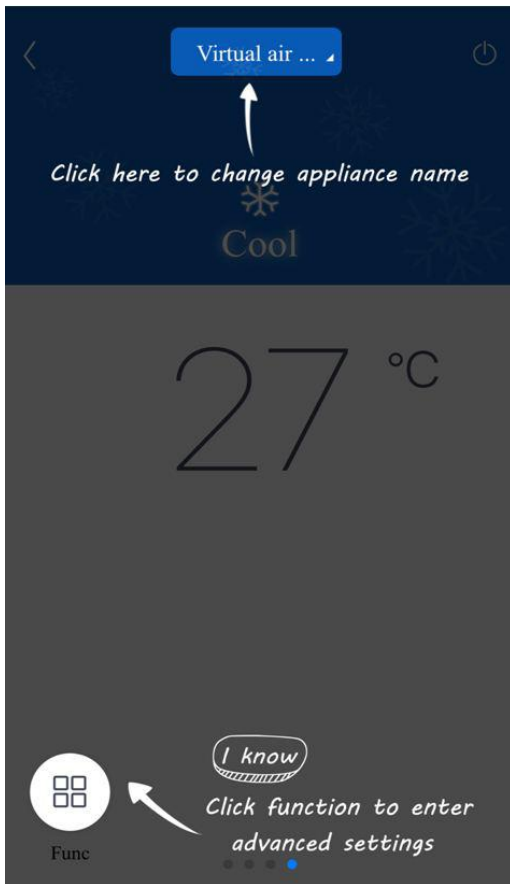 Virtual air ...
Click here to change appliance name
Cool
27 °C
I know
Click function to enter
advanced settings
Func